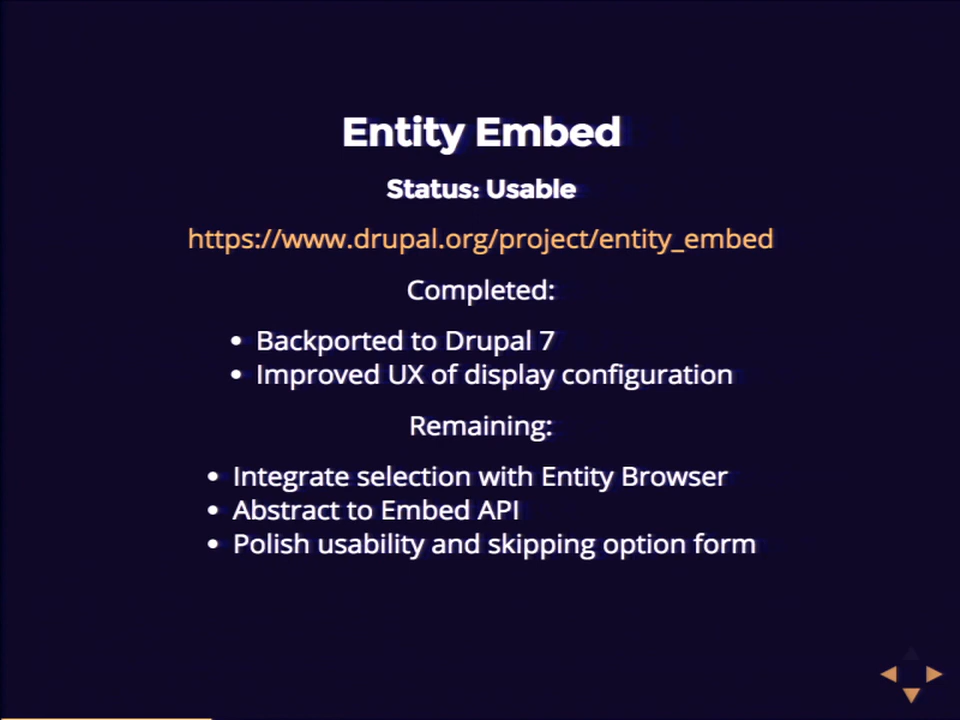 Entity Embed
Status: Usable
https://www.drupal.org/project/entity_embed
Completed:
• Backported to Drupal 7
• Improved UX of display configuration
Remaining:
• Integrate selection with Entity Browser
• Abstract to Embed API
• Polish usability and skipping option form